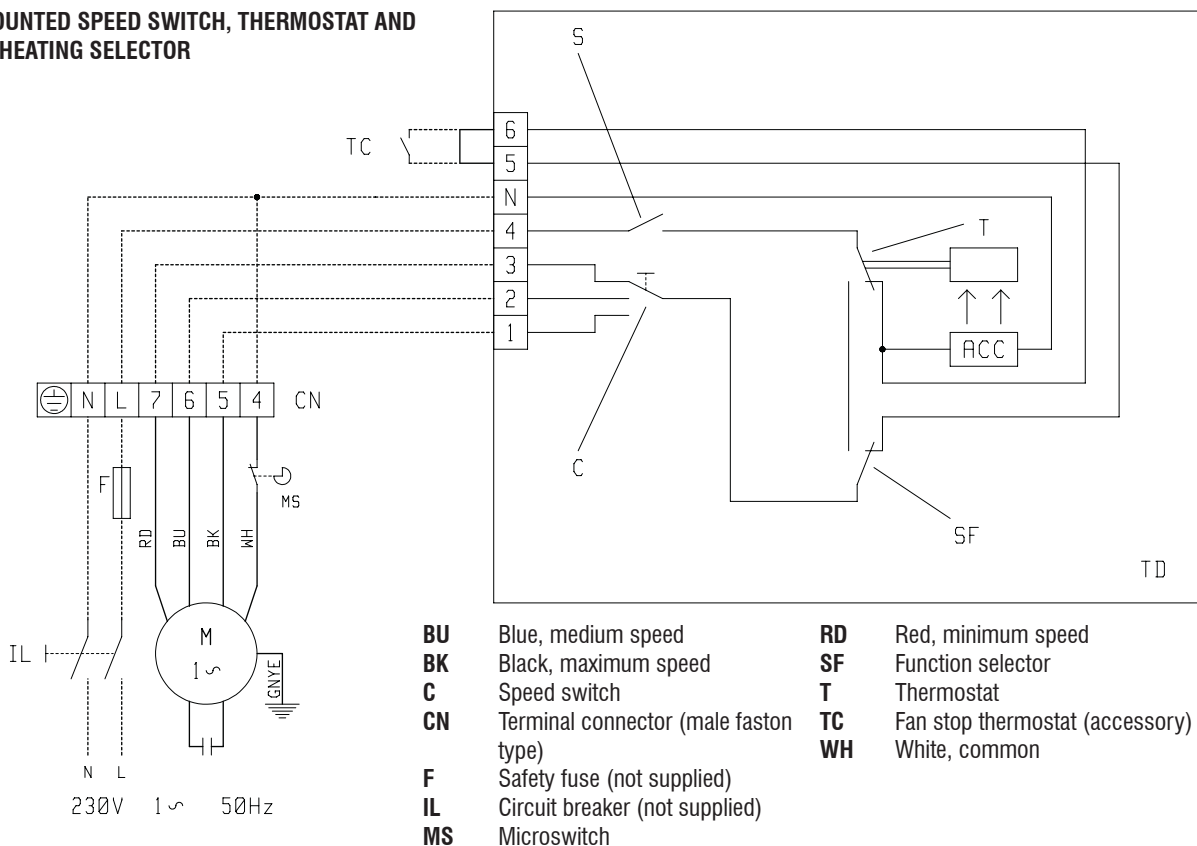 OUNTED SPEED SWITCH, THERMOSTAT AND
HEATING SELECTOR
S
TC
6
5
N
4
3
2
1
T
ACC
C
SF
TD
N L 7 6 5 4 CN
F
MS
RD BU BK WH
M
1~
GNYE
IL
N L
230V 1~ 50Hz
BU Blue, medium speed
BK Black, maximum speed
C Speed switch
CN Terminal connector (male faston
type)
F Safety fuse (not supplied)
IL Circuit breaker (not supplied)
MS Microswitch
RD Red, minimum speed
SF Function selector
T Thermostat
TC Fan stop thermostat (accessory)
WH White, common